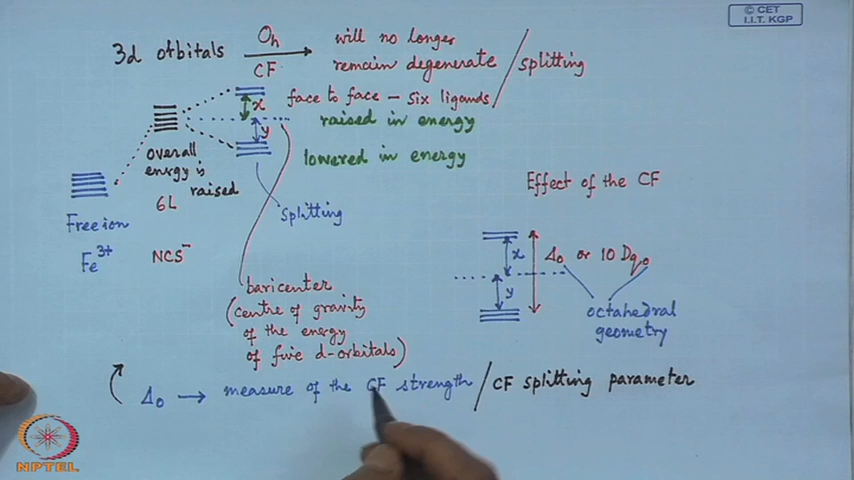 © CET
I.I.T. KGP
3d orbitals
Oh
CF
will no longer
remain degenerate / splitting
face to face – six ligands
raised in energy
x
y
lowered in energy
overall
energy is
raised
6L
NCS⁻
Free ion
Fe³⁺
splitting
baricenter
(centre of gravity
of the energy
of five d-orbitals)
Effect of the CF
x
y
Δo or 10 Dqo
octahedral
geometry
Δo → measure of the CF strength / CF splitting parameter
NPTEL